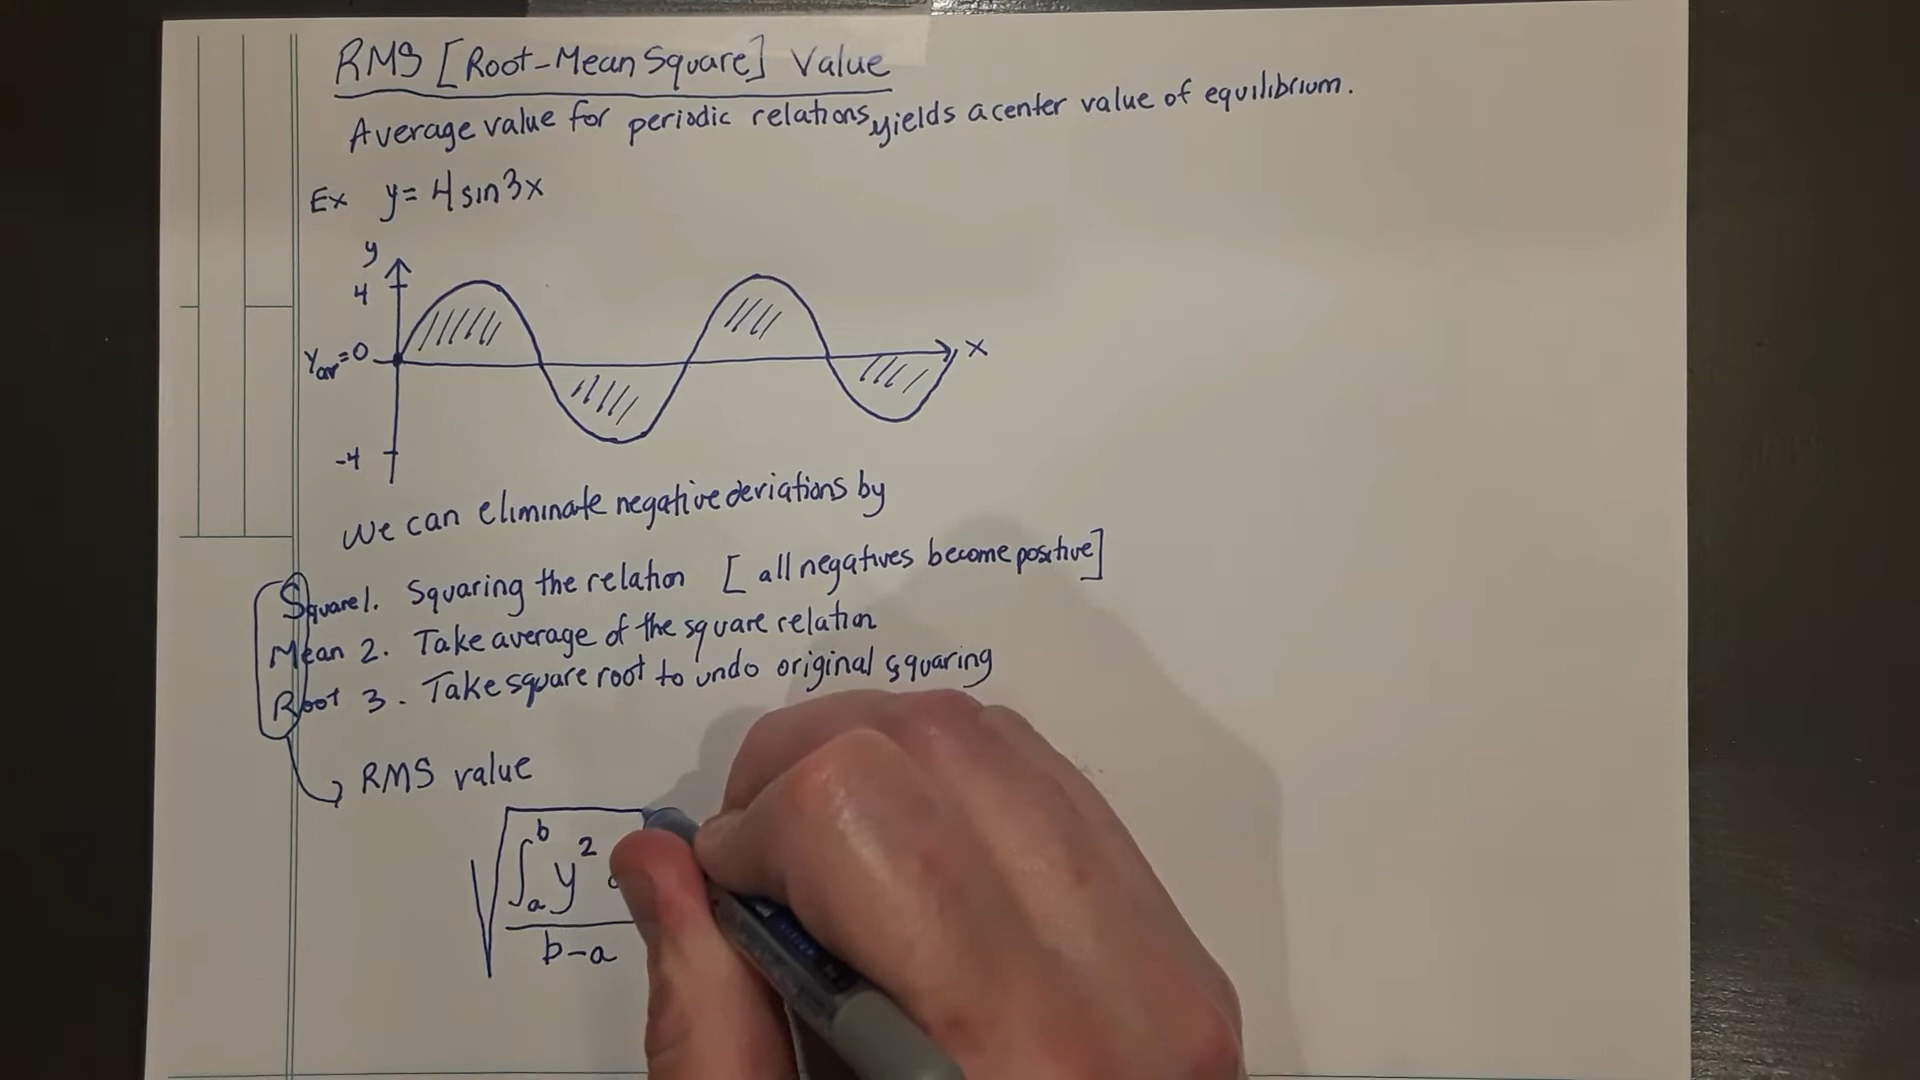 RMS [Root-Mean Square] Value
Average value for periodic relations, yields a center value of equilibrium.
Ex y = 4 sin 3x
y
4
Yav = 0
x
-4
We can eliminate negative deviations by
Square 1. Squaring the relation [all negatives become positive]
Mean 2. Take average of the square relation
Root 3. Take square root to undo original squaring
RMS value
√ ∫ₐᵇ y²
b-a